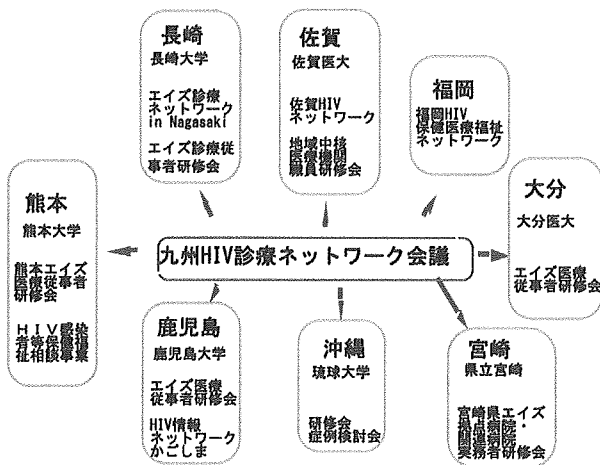 長崎
長崎大学
エイズ診療
ネットワーク
in Nagasaki
エイズ診療従
事者研修会
佐賀
佐賀医大
佐賀HIV
ネットワーク
地域中核
医療機関
職員研修会
福岡
福岡HIV
保健医療福祉
ネットワーク
熊本
熊本大学
熊本エイズ
医療従事者
研修会
HIV感染
者等保健福
祉相談事業
九州HIV診療ネットワーク会議
大分
大分医大
エイズ医療
従事者研修会
鹿児島
鹿児島大学
エイズ医療
従事者研修会
HIV情報
ネットワーク
かごしま
沖縄
琉球大学
研修会
症例検討会
宮崎
県立宮崎
宮崎県エイズ
拠点病院・
関連病院
実務者研修会